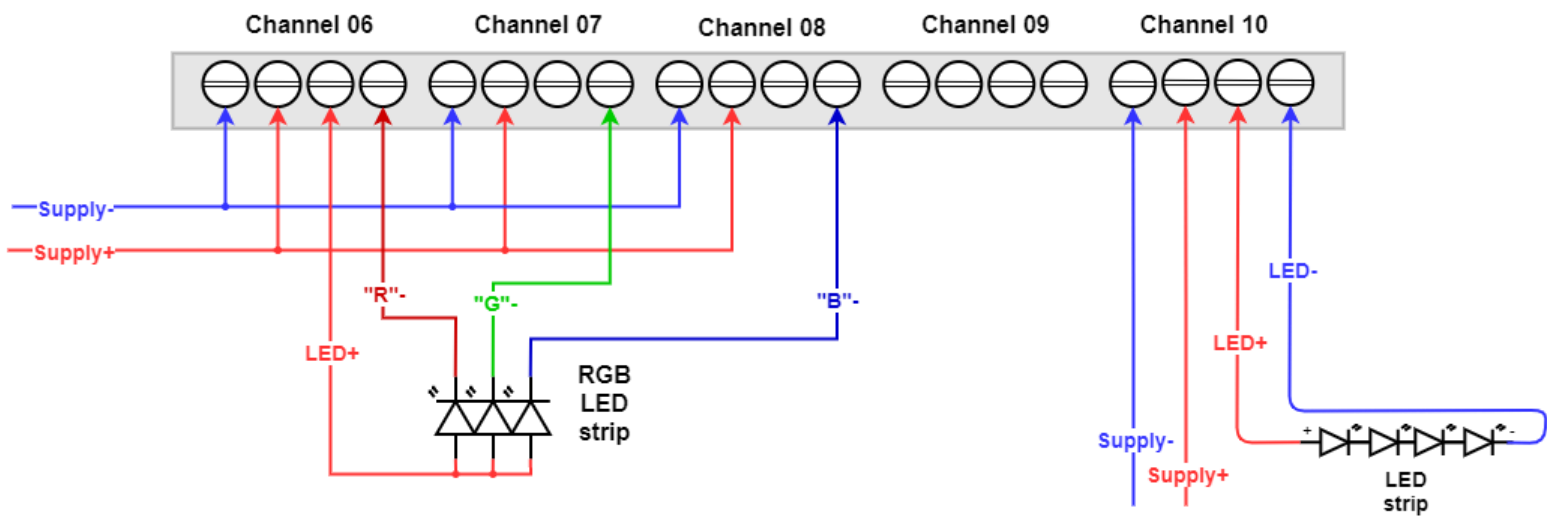 Channel 06
Channel 07
Channel 08
Channel 09
Channel 10
Supply-
Supply+
"R"-
"G"-
"B"-
LED+
RGB
LED
strip
LED-
LED+
Supply-
Supply+
+
-
LED
strip